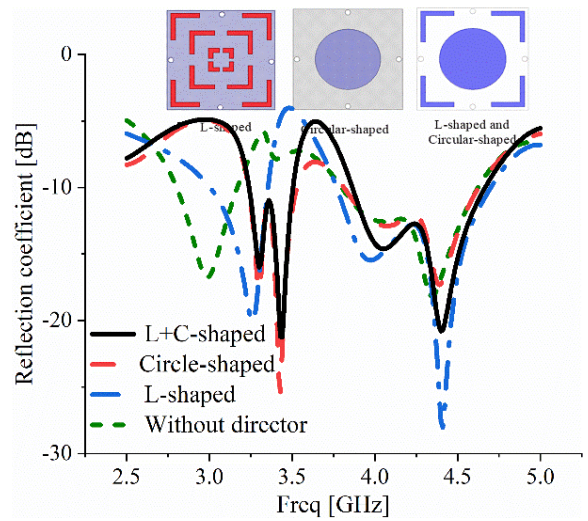 L-shaped
Circular-shaped
L-shaped and
Circular-shaped
0
-10
-20
-30
Reflection coefficient [dB]
L+C-shaped
Circle-shaped
L-shaped
Without director
2.5 3.0 3.5 4.0 4.5 5.0
Freq [GHz]